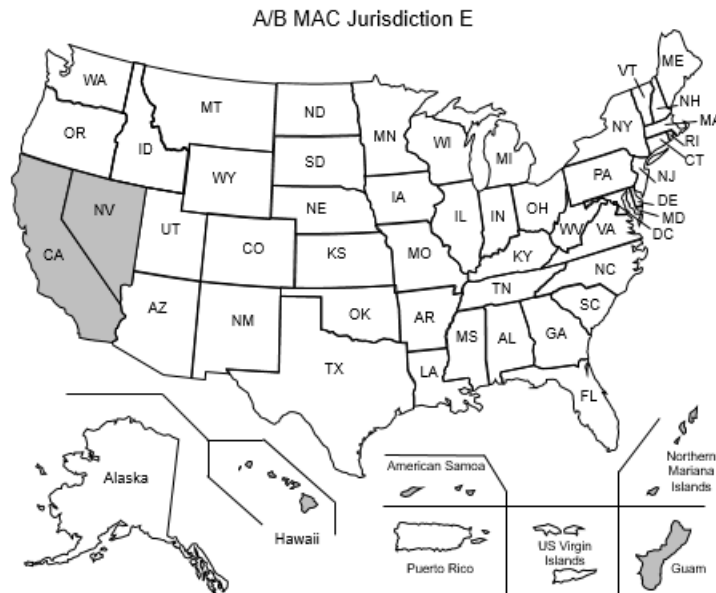 A/B MAC Jurisdiction E
WA
MT
ND
MN
ME
VT
NH
MA
OR
ID
SD
WI
MI
NY
RI
CT
WY
IA
NE
PA
NJ
NV
UT
IL
IN
OH
DE
MD
DC
CA
CO
KS
MO
WV
VA
KY
NC
TN
AZ
NM
OK
AR
SC
MS
AL
GA
TX
LA
FL
Alaska
Hawaii
American Samoa
Northern
Mariana
Islands
Puerto Rico
US Virgin
Islands
Guam